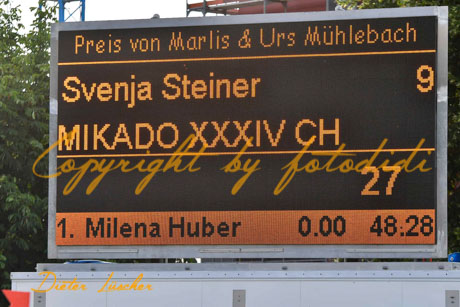 Preis von Marlis & Urs Mühlebach
Svenja Steiner 9
MIKADO XXXIV CH
Copyright by fotodidi
27
1. Milena Huber 0.00 48:28
Dieter Luscher